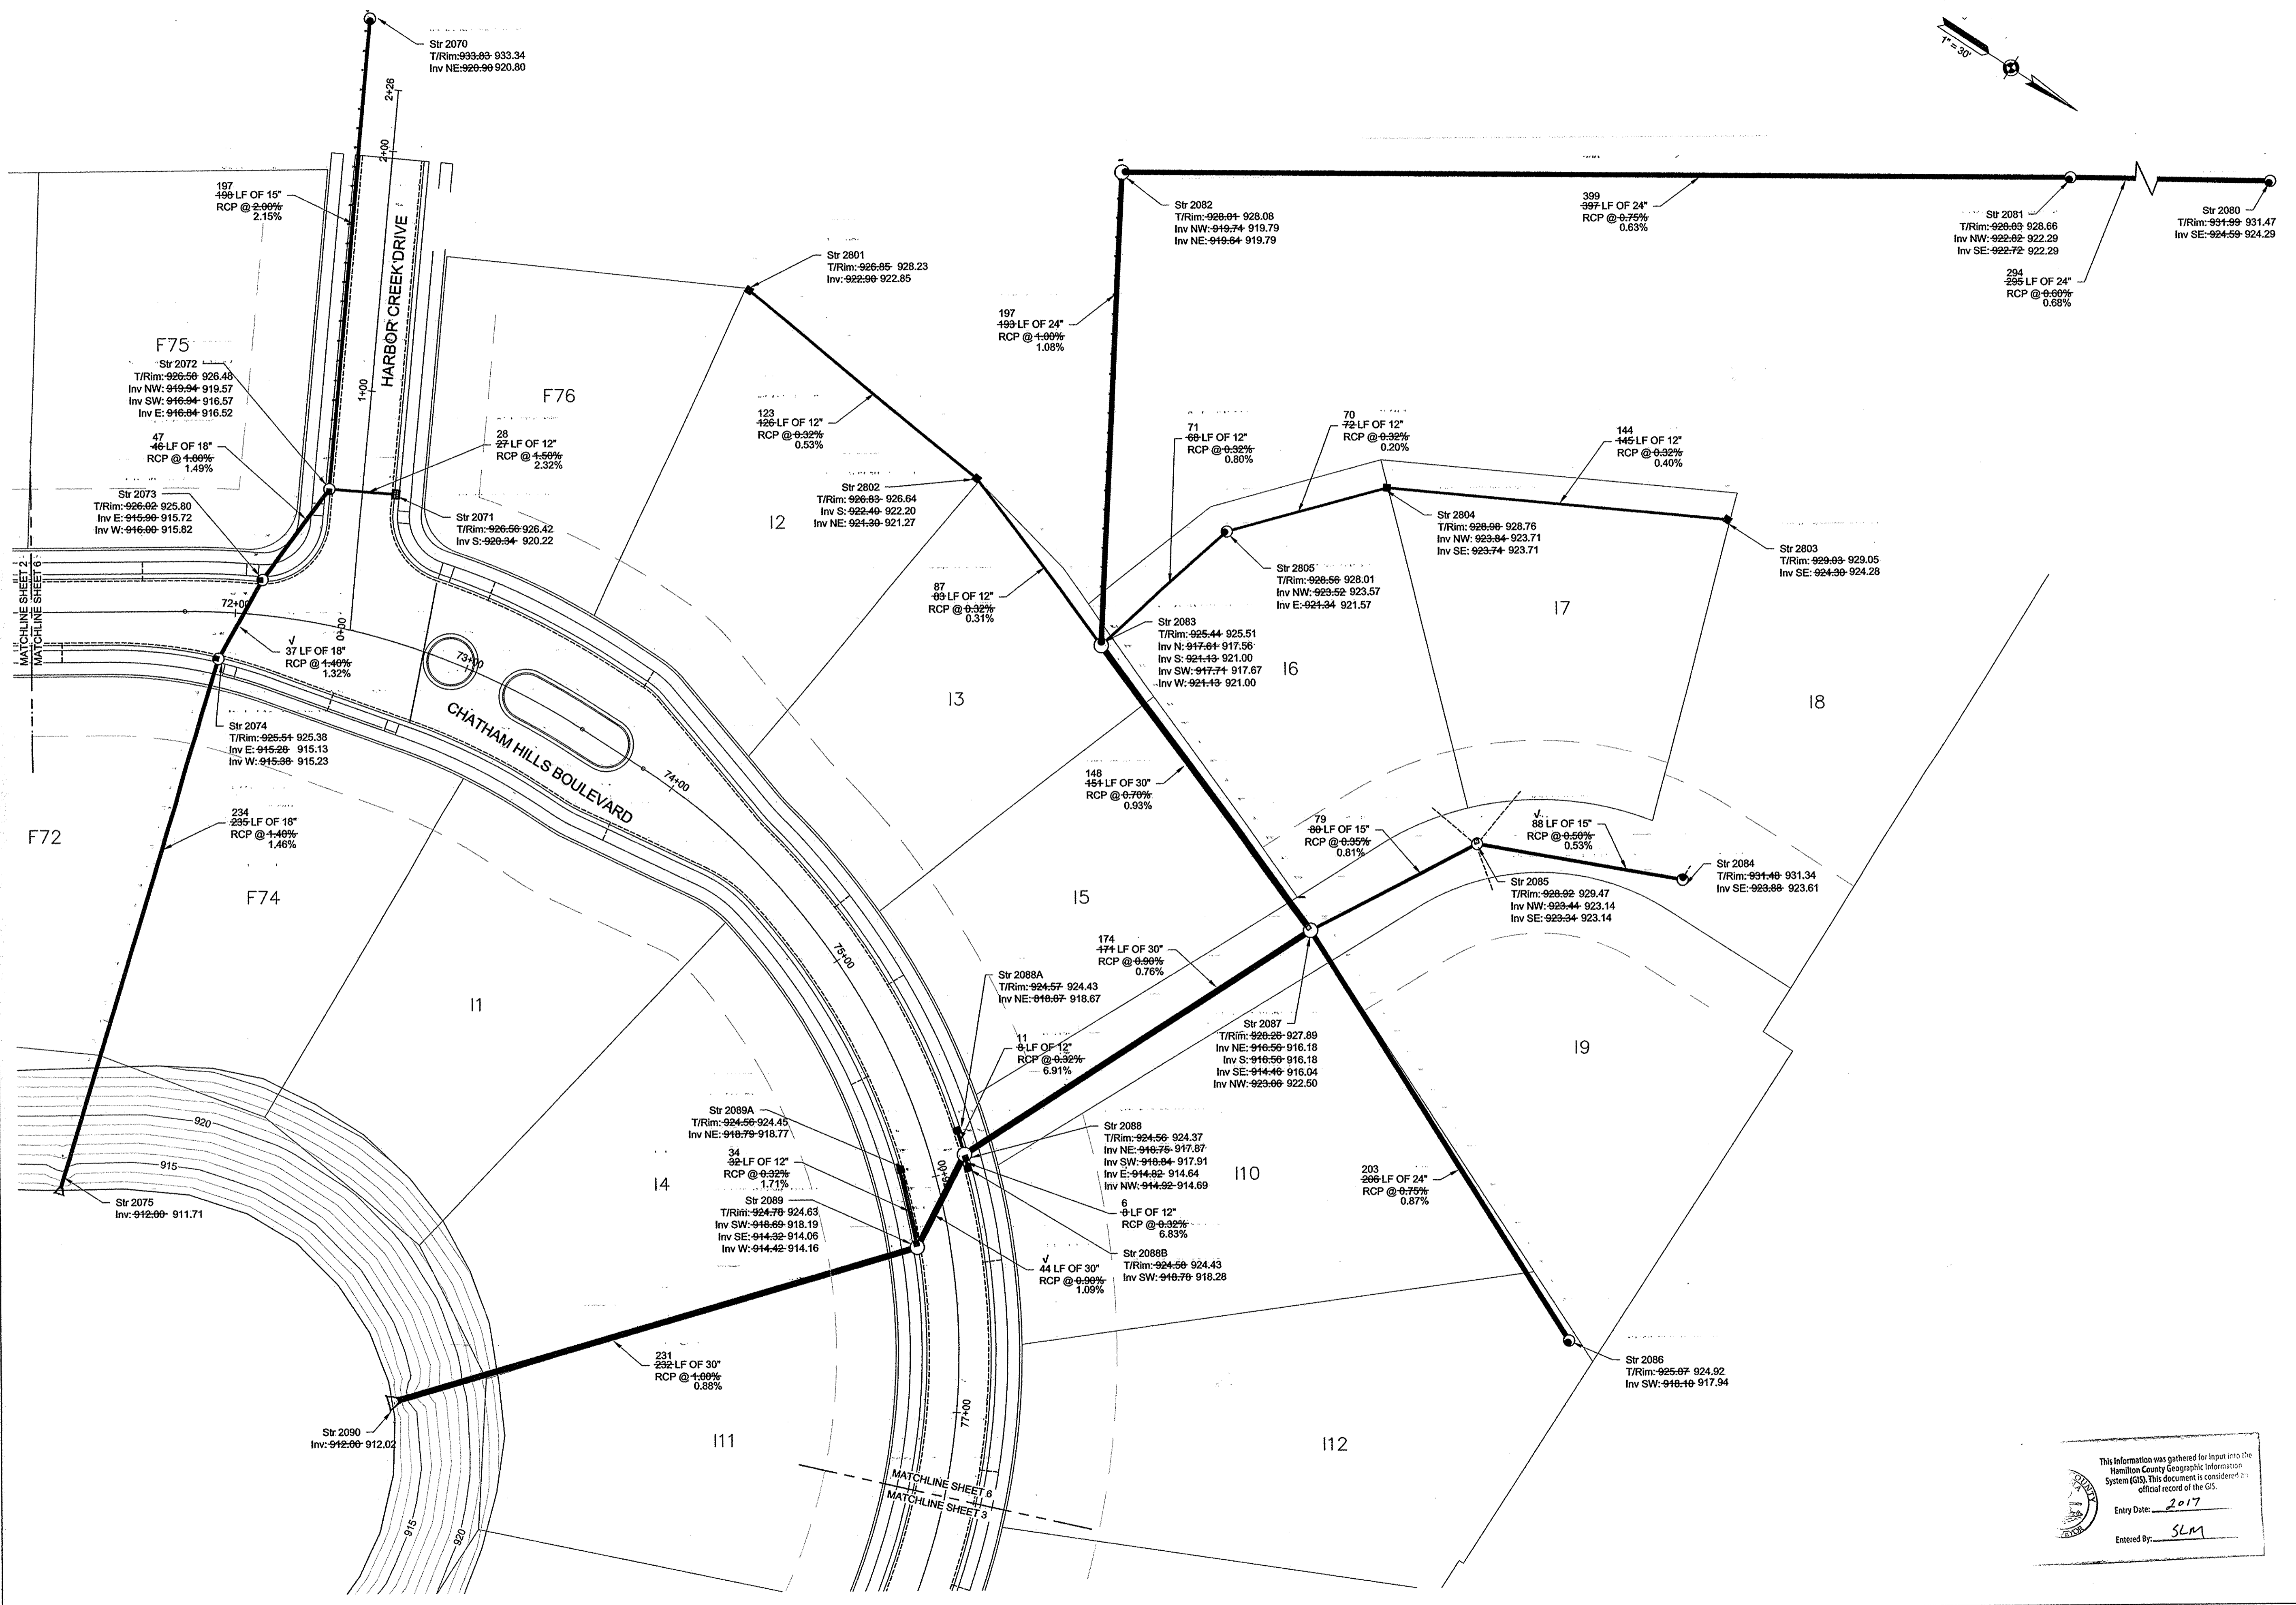 1" = 30'
Str 2070
T/Rim: 933.83 933.34
Inv NE: 920.90 920.80
2+26
2+00
197
198 LF OF 15"
RCP @ 2.00%
2.15%
HARBOR CREEK DRIVE
1+00
0+00
F75
Str 2072
T/Rim: 926.50 926.48
Inv NW: 919.94 919.57
Inv SW: 916.94 916.57
Inv E: 916.84 916.52
47
46 LF OF 18"
RCP @ 1.60%
1.49%
Str 2073
T/Rim: 926.02 925.80
Inv E: 915.90 915.72
Inv W: 916.00 915.82
28
27 LF OF 12"
RCP @ 1.50%
2.32%
Str 2071
T/Rim: 926.56 926.42
Inv S: 920.34 920.22
F76
Str 2801
T/Rim: 926.85 928.23
Inv: 922.90 922.85
123
126 LF OF 12"
RCP @ 0.32%
0.53%
Str 2802
T/Rim: 926.83 926.64
Inv S: 922.40 922.20
Inv NE: 921.30 921.27
I2
87
83 LF OF 12"
RCP @ 0.32%
0.31%
I3
Str 2082
T/Rim: 928.01 928.08
Inv NW: 919.74 919.79
Inv NE: 919.64 919.79
399
397 LF OF 24"
RCP @ 0.75%
0.63%
Str 2081
T/Rim: 928.83 928.66
Inv NW: 922.82 922.29
Inv SE: 922.72 922.29
Str 2080
T/Rim: 931.99 931.47
Inv SE: 924.59 924.29
294
295 LF OF 24"
RCP @ 0.60%
0.68%
197
193 LF OF 24"
RCP @ 1.00%
1.08%
71
68 LF OF 12"
RCP @ 0.32%
0.80%
70
72 LF OF 12"
RCP @ 0.32%
0.20%
144
145 LF OF 12"
RCP @ 0.32%
0.40%
Str 2804
T/Rim: 928.98 928.76
Inv NW: 923.84 923.71
Inv SE: 923.74 923.71
Str 2803
T/Rim: 929.03 929.05
Inv SE: 924.30 924.28
Str 2805
T/Rim: 928.56 928.01
Inv NW: 923.52 923.57
Inv E: 921.34 921.57
I7
Str 2083
T/Rim: 925.44 925.51
Inv N: 917.61 917.56
Inv S: 921.13 921.00
Inv SW: 917.71 917.67
Inv W: 921.13 921.00
I6
I8
MATCHLINE SHEET 2
MATCHLINE SHEET 6
72+00
√
37 LF OF 18"
RCP @ 1.40%
1.32%
73+00
CHATHAM HILLS BOULEVARD
74+00
Str 2074
T/Rim: 925.51 925.38
Inv E: 915.28 915.13
Inv W: 915.38 915.23
234
235 LF OF 18"
RCP @ 1.40%
1.46%
F72
F74
148
151 LF OF 30"
RCP @ 0.70%
0.93%
79
80 LF OF 15"
RCP @ 0.35%
0.81%
√
88 LF OF 15"
RCP @ 0.50%
0.53%
Str 2084
T/Rim: 931.48 931.34
Inv SE: 923.88 923.61
Str 2085
T/Rim: 928.92 929.47
Inv NW: 923.44 923.14
Inv SE: 923.34 923.14
I5
174
171 LF OF 30"
RCP @ 0.90%
0.76%
75+00
Str 2088A
T/Rim: 924.57 924.43
Inv NE: 818.87 918.67
I1
11
8 LF OF 12"
RCP @ 0.32%
6.91%
Str 2087
T/Rim: 928.26 927.89
Inv NE: 916.56 916.18
Inv S: 916.56 916.18
Inv SE: 914.46 916.04
Inv NW: 923.06 922.50
I9
920
915
Str 2089A
T/Rim: 924.56 924.45
Inv NE: 918.79 918.77
34
32 LF OF 12"
RCP @ 0.32%
1.71%
76+00
Str 2088
T/Rim: 924.56 924.37
Inv NE: 918.75 917.87
Inv SW: 918.84 917.91
Inv E: 914.82 914.64
Inv NW: 914.92 914.69
I10
203
206 LF OF 24"
RCP @ 0.75%
0.87%
Str 2075
Inv: 912.00 911.71
I4
Str 2089
T/Rim: 924.78 924.63
Inv SW: 918.69 918.19
Inv SE: 914.32 914.06
Inv W: 914.42 914.16
6
8 LF OF 12"
RCP @ 0.32%
6.83%
Str 2088B
T/Rim: 924.58 924.43
Inv SW: 918.78 918.28
√
44 LF OF 30"
RCP @ 0.90%
1.09%
231
232 LF OF 30"
RCP @ 1.00%
0.88%
Str 2086
T/Rim: 925.07 924.92
Inv SW: 918.10 917.94
Str 2090
Inv: 912.00 912.02
77+00
I11
I12
MATCHLINE SHEET 6
MATCHLINE SHEET 3
915
920
COUNTY
This Information was gathered for input into the
Hamilton County Geographic Information
System (GIS). This document is considered an
official record of the GIS.
Entry Date: 2017
Entered By: SLM